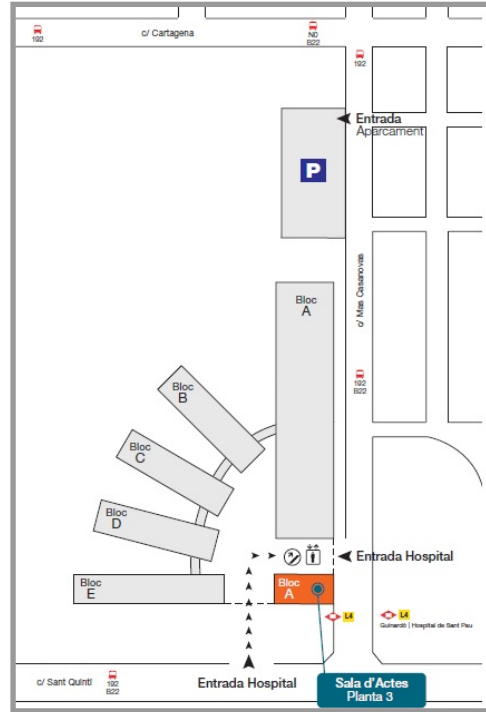 c/ Cartagena
192
N0
B22
192
Entrada
Aparcament
P
Bloc
A
c/ Mas Casanovas
192
B22
Bloc
B
Bloc
C
Bloc
D
Bloc
E
Entrada Hospital
Bloc
A
L4
L4
Guinardó | Hospital de Sant Pau
c/ Sant Quintí
192
B22
Entrada Hospital
Sala d'Actes
Planta 3